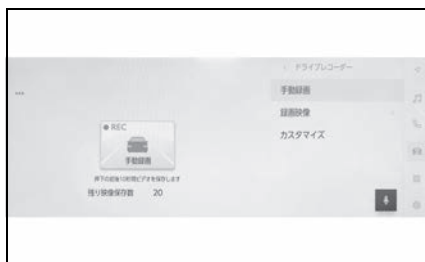 ドライブレコーダー
手動録画
録画映像
カスタマイズ
REC
手動録画
押下の前後10秒間ビデオを保存します
残り映像保存数 20